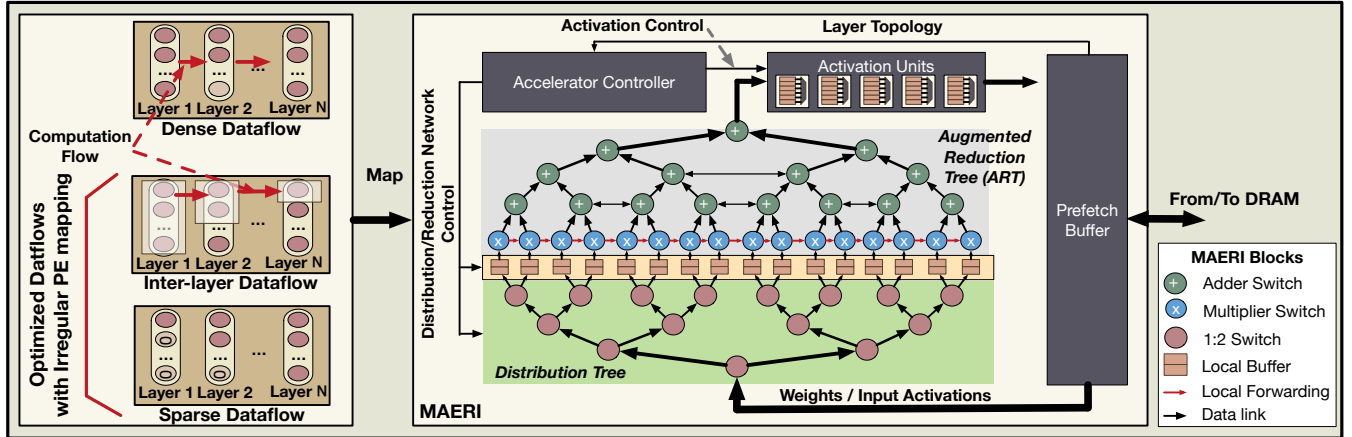 Layer 1 Layer 2 Layer N
Dense Dataflow
Computation
Flow
Optimized Datflows
with Irregular PE mapping
Layer 1 Layer 2 Layer N
Inter-layer Dataflow
Layer 1 Layer 2 Layer N
Sparse Dataflow
Map
Activation Control
Layer Topology
Accelerator Controller
Activation Units
Distribution/Reduction Network
Control
Augmented
Reduction
Tree (ART)
Prefetch
Buffer
Distribution Tree
Weights / Input Activations
MAERI
From/To DRAM
MAERI Blocks
+ Adder Switch
x Multiplier Switch
1:2 Switch
Local Buffer
Local Forwarding
Data link